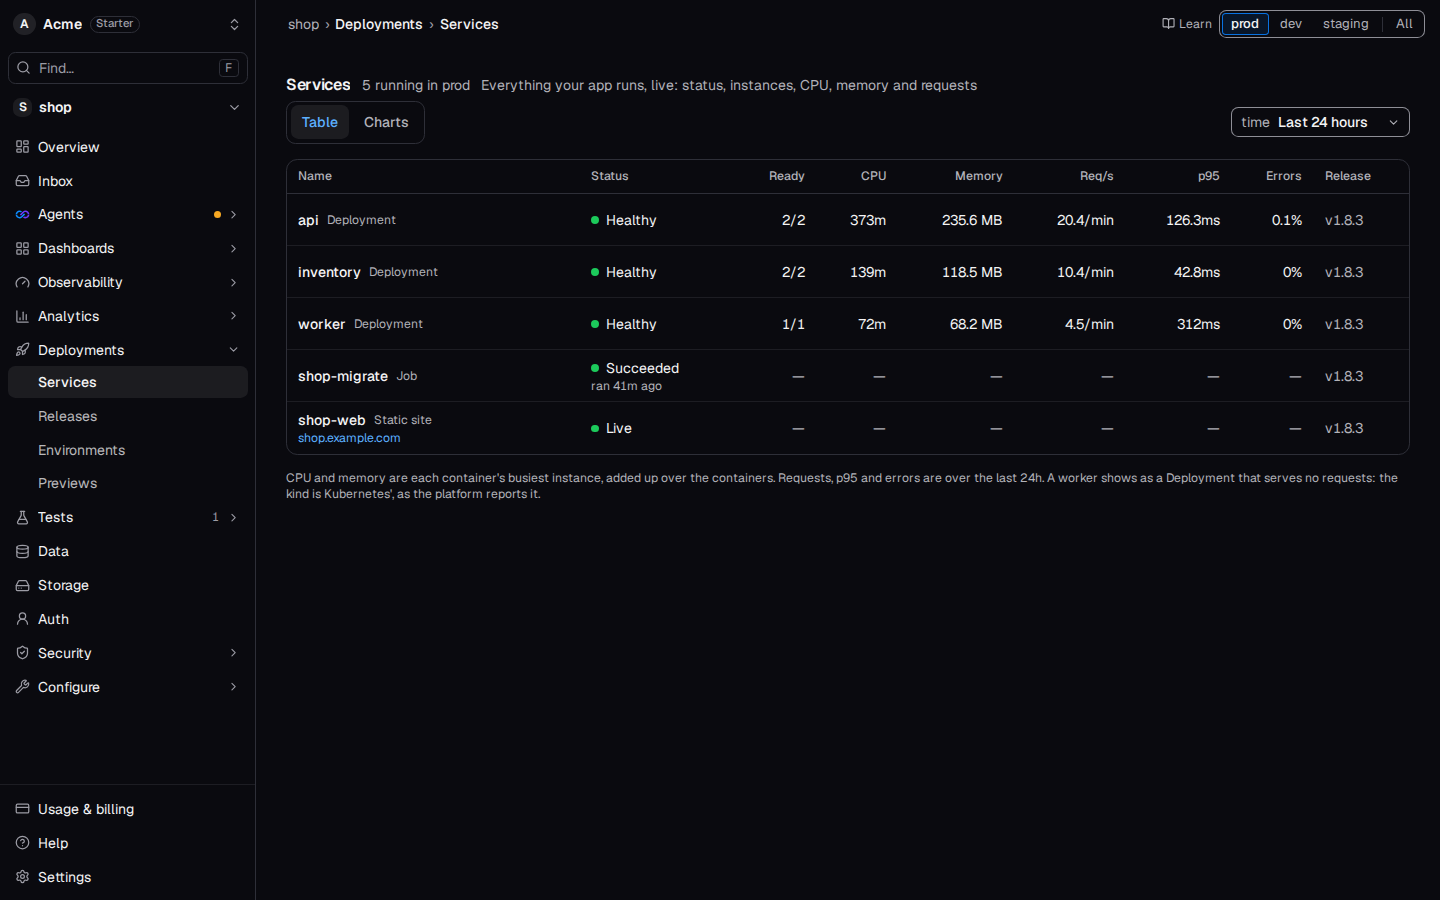 A Acme Starter
Find... F
S shop
Overview
Inbox
Agents
Dashboards
Observability
Analytics
Deployments
Services
Releases
Environments
Previews
Tests 1
Data
Storage
Auth
Security
Configure
Usage & billing
Help
Settings
shop › Deployments › Services
Learn prod dev staging All
Services 5 running in prod Everything your app runs, live: status, instances, CPU, memory and requests
Table Charts
time Last 24 hours
Name Status Ready CPU Memory Req/s p95 Errors Release
api Deployment Healthy 2/2 373m 235.6 MB 20.4/min 126.3ms 0.1% v1.8.3
inventory Deployment Healthy 2/2 139m 118.5 MB 10.4/min 42.8ms 0% v1.8.3
worker Deployment Healthy 1/1 72m 68.2 MB 4.5/min 312ms 0% v1.8.3
shop-migrate Job Succeeded — — — — — — v1.8.3
ran 41m ago
shop-web Static site Live — — — — — — v1.8.3
shop.example.com
CPU and memory are each container's busiest instance, added up over the containers. Requests, p95 and errors are over the last 24h. A worker shows as a Deployment that serves no requests: the
kind is Kubernetes', as the platform reports it.